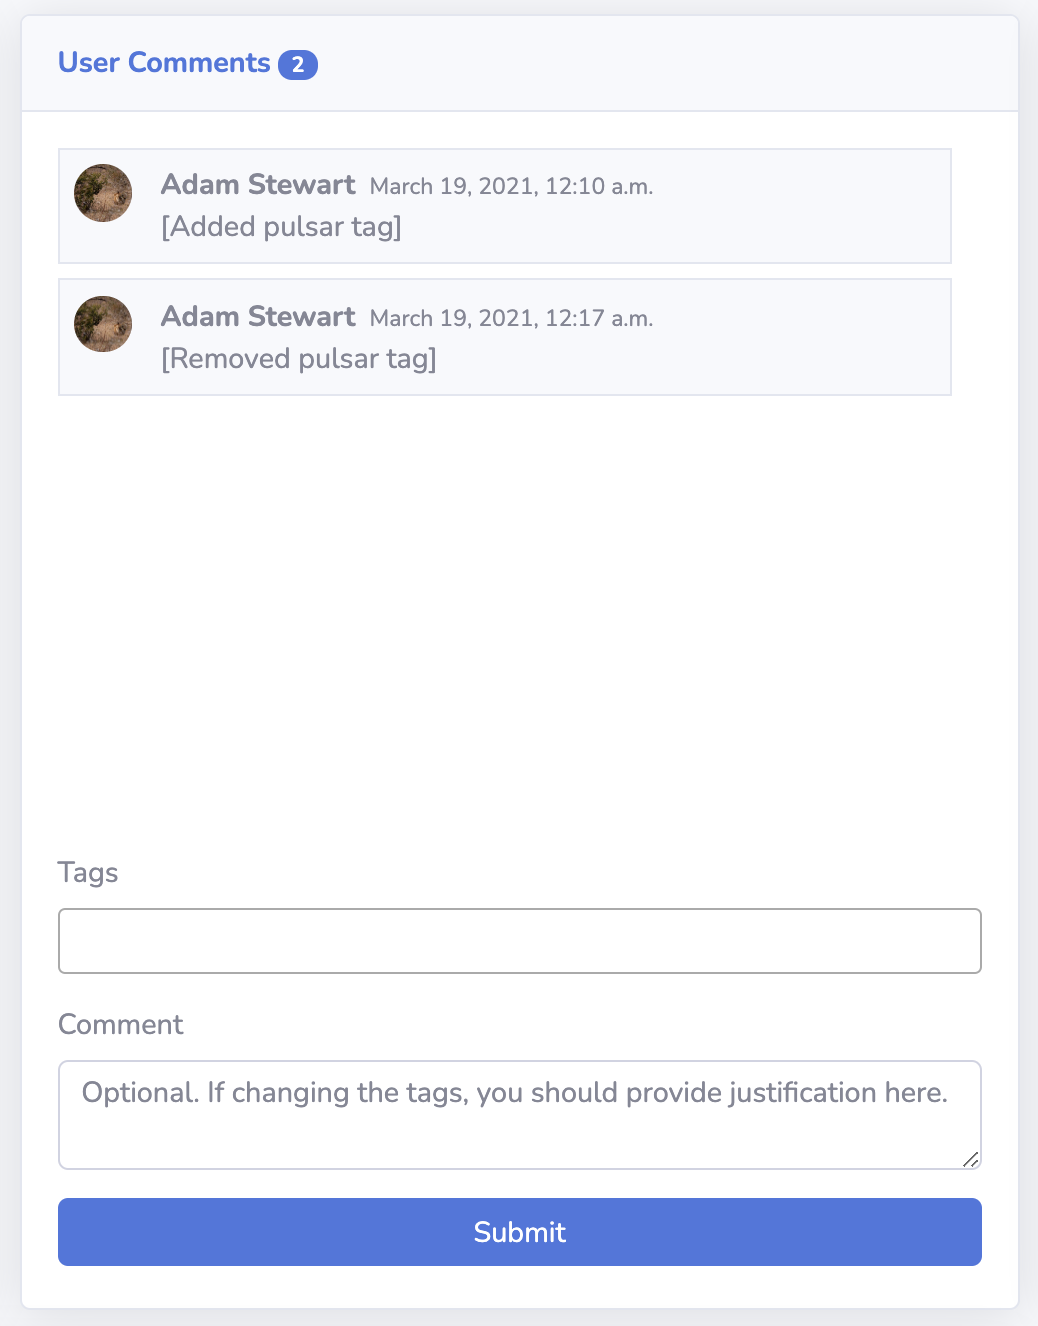 User Comments 2
Adam Stewart March 19, 2021, 12:10 a.m.
[Added pulsar tag]
Adam Stewart March 19, 2021, 12:17 a.m.
[Removed pulsar tag]
Tags
Comment
Optional. If changing the tags, you should provide justification here.
Submit